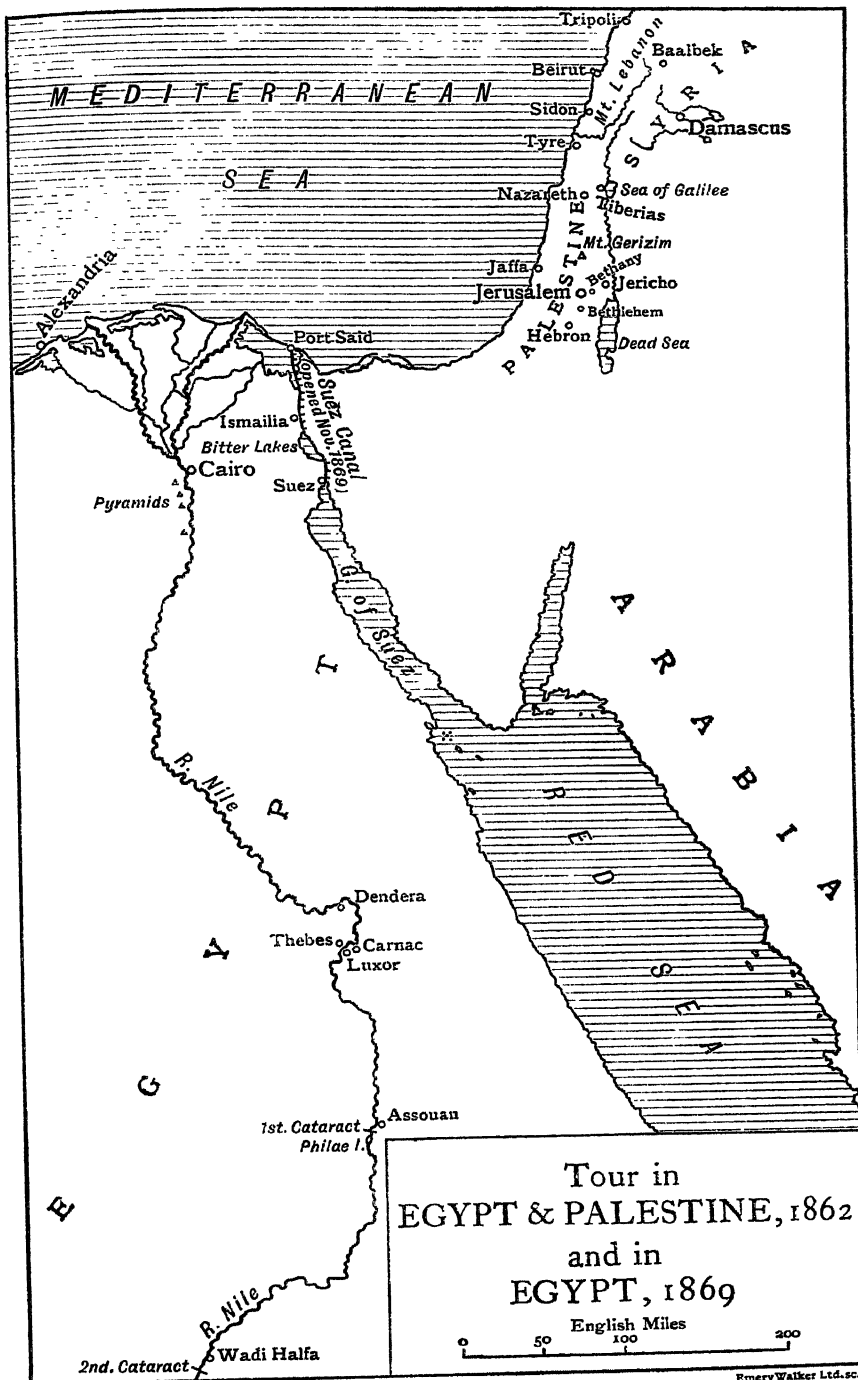 Tripoli
Baalbek
Beirut
Mt. Lebanon
MEDITERRANEAN
SEA
SYRIA
Sidon
Damascus
Tyre
Nazareth
Sea of Galilee
Tiberias
Mt. Gerizim
PALESTINE
Jaffa
Bethany
Jericho
Jerusalem
Bethlehem
Hebron
Dead Sea
Alexandria
Port Said
Suez Canal
(opened Nov. 1869)
Ismailia
Bitter Lakes
Cairo
Suez
Pyramids
G. of Suez
ARABIA
EGYPT
R. Nile
RED SEA
Dendera
Thebes
Carnac
Luxor
Assouan
1st. Cataract
Philae I.
R. Nile
Wadi Halfa
2nd. Cataract
Tour in
EGYPT & PALESTINE, 1862
and in
EGYPT, 1869
English Miles
0 50 100 200
Emery Walker Ltd. sc.